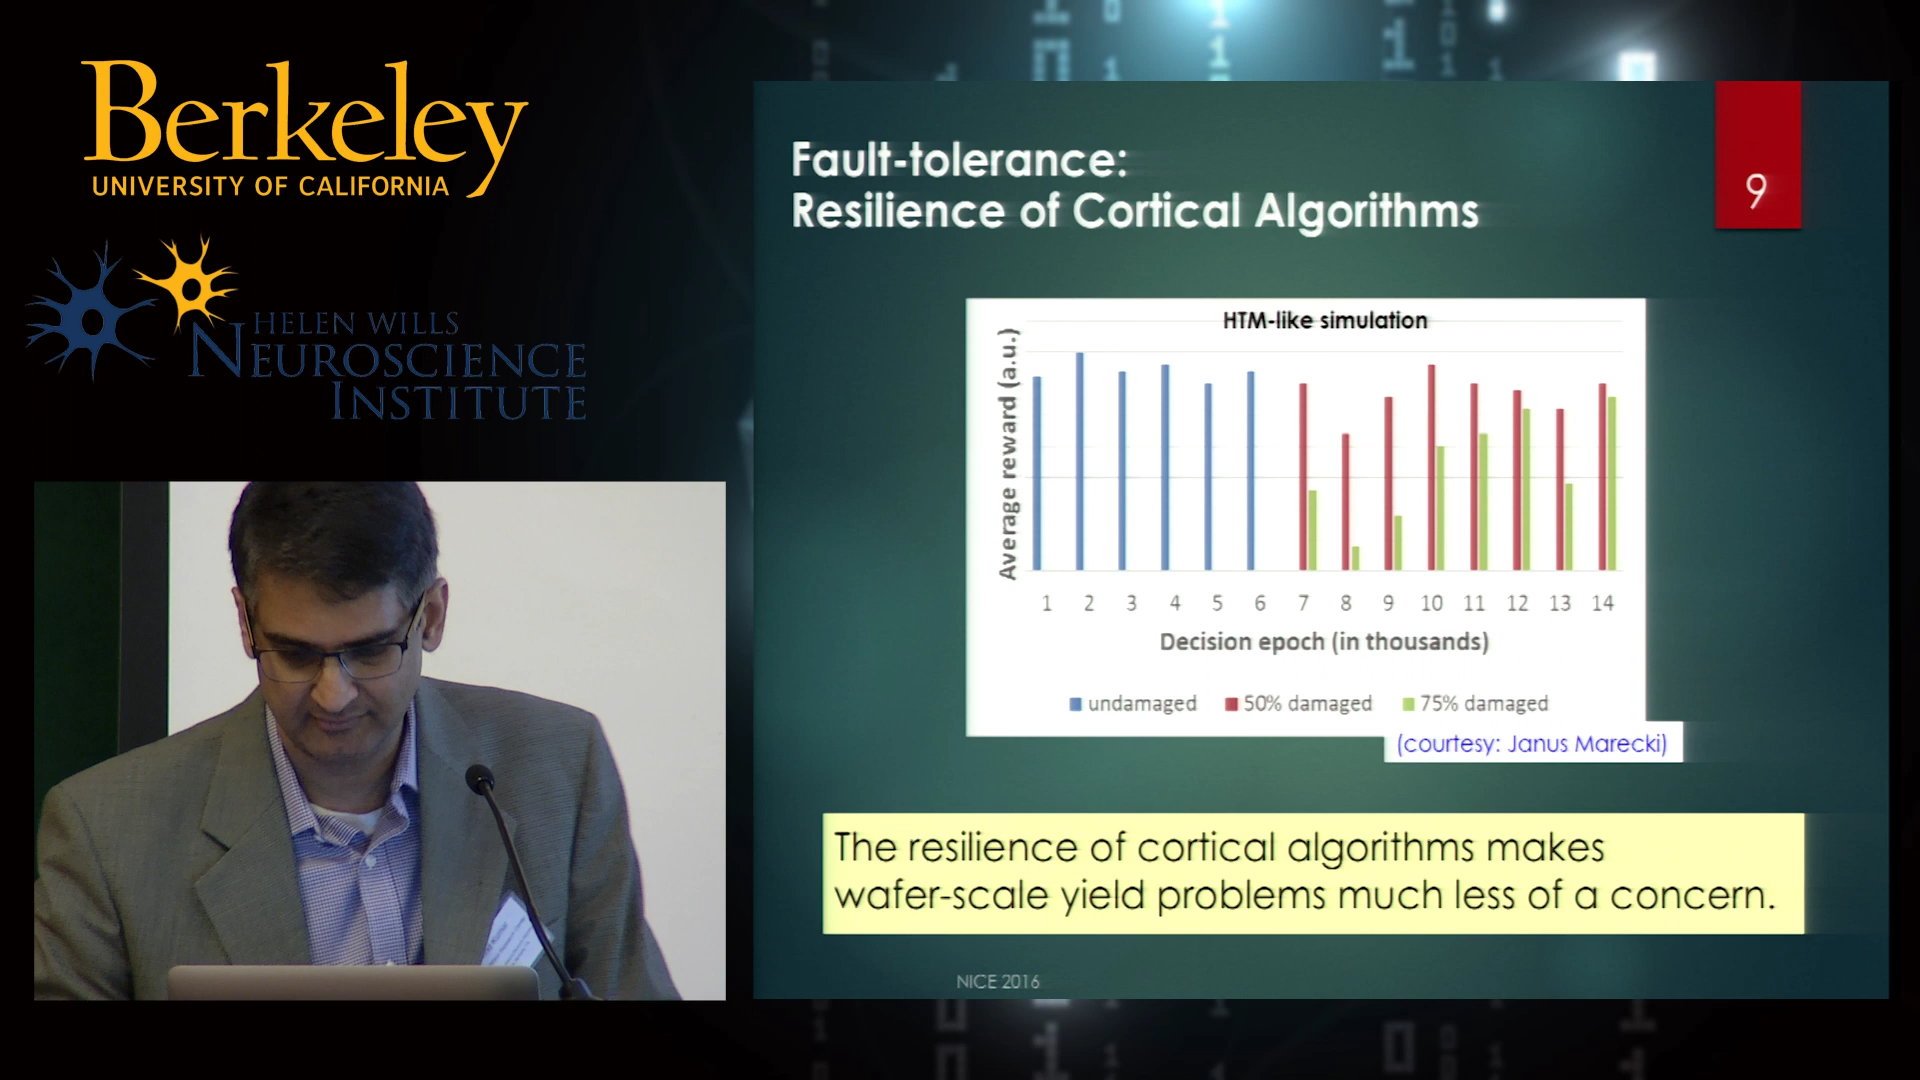 Berkeley
UNIVERSITY OF CALIFORNIA
HELEN WILLS
NEUROSCIENCE
INSTITUTE
Fault-tolerance:
Resilience of Cortical Algorithms
9
HTM-like simulation
Average reward (a.u.)
1 2 3 4 5 6 7 8 9 10 11 12 13 14
Decision epoch (in thousands)
undamaged 50% damaged 75% damaged
(courtesy: Janus Marecki)
The resilience of cortical algorithms makes
wafer-scale yield problems much less of a concern.
NICE 2016